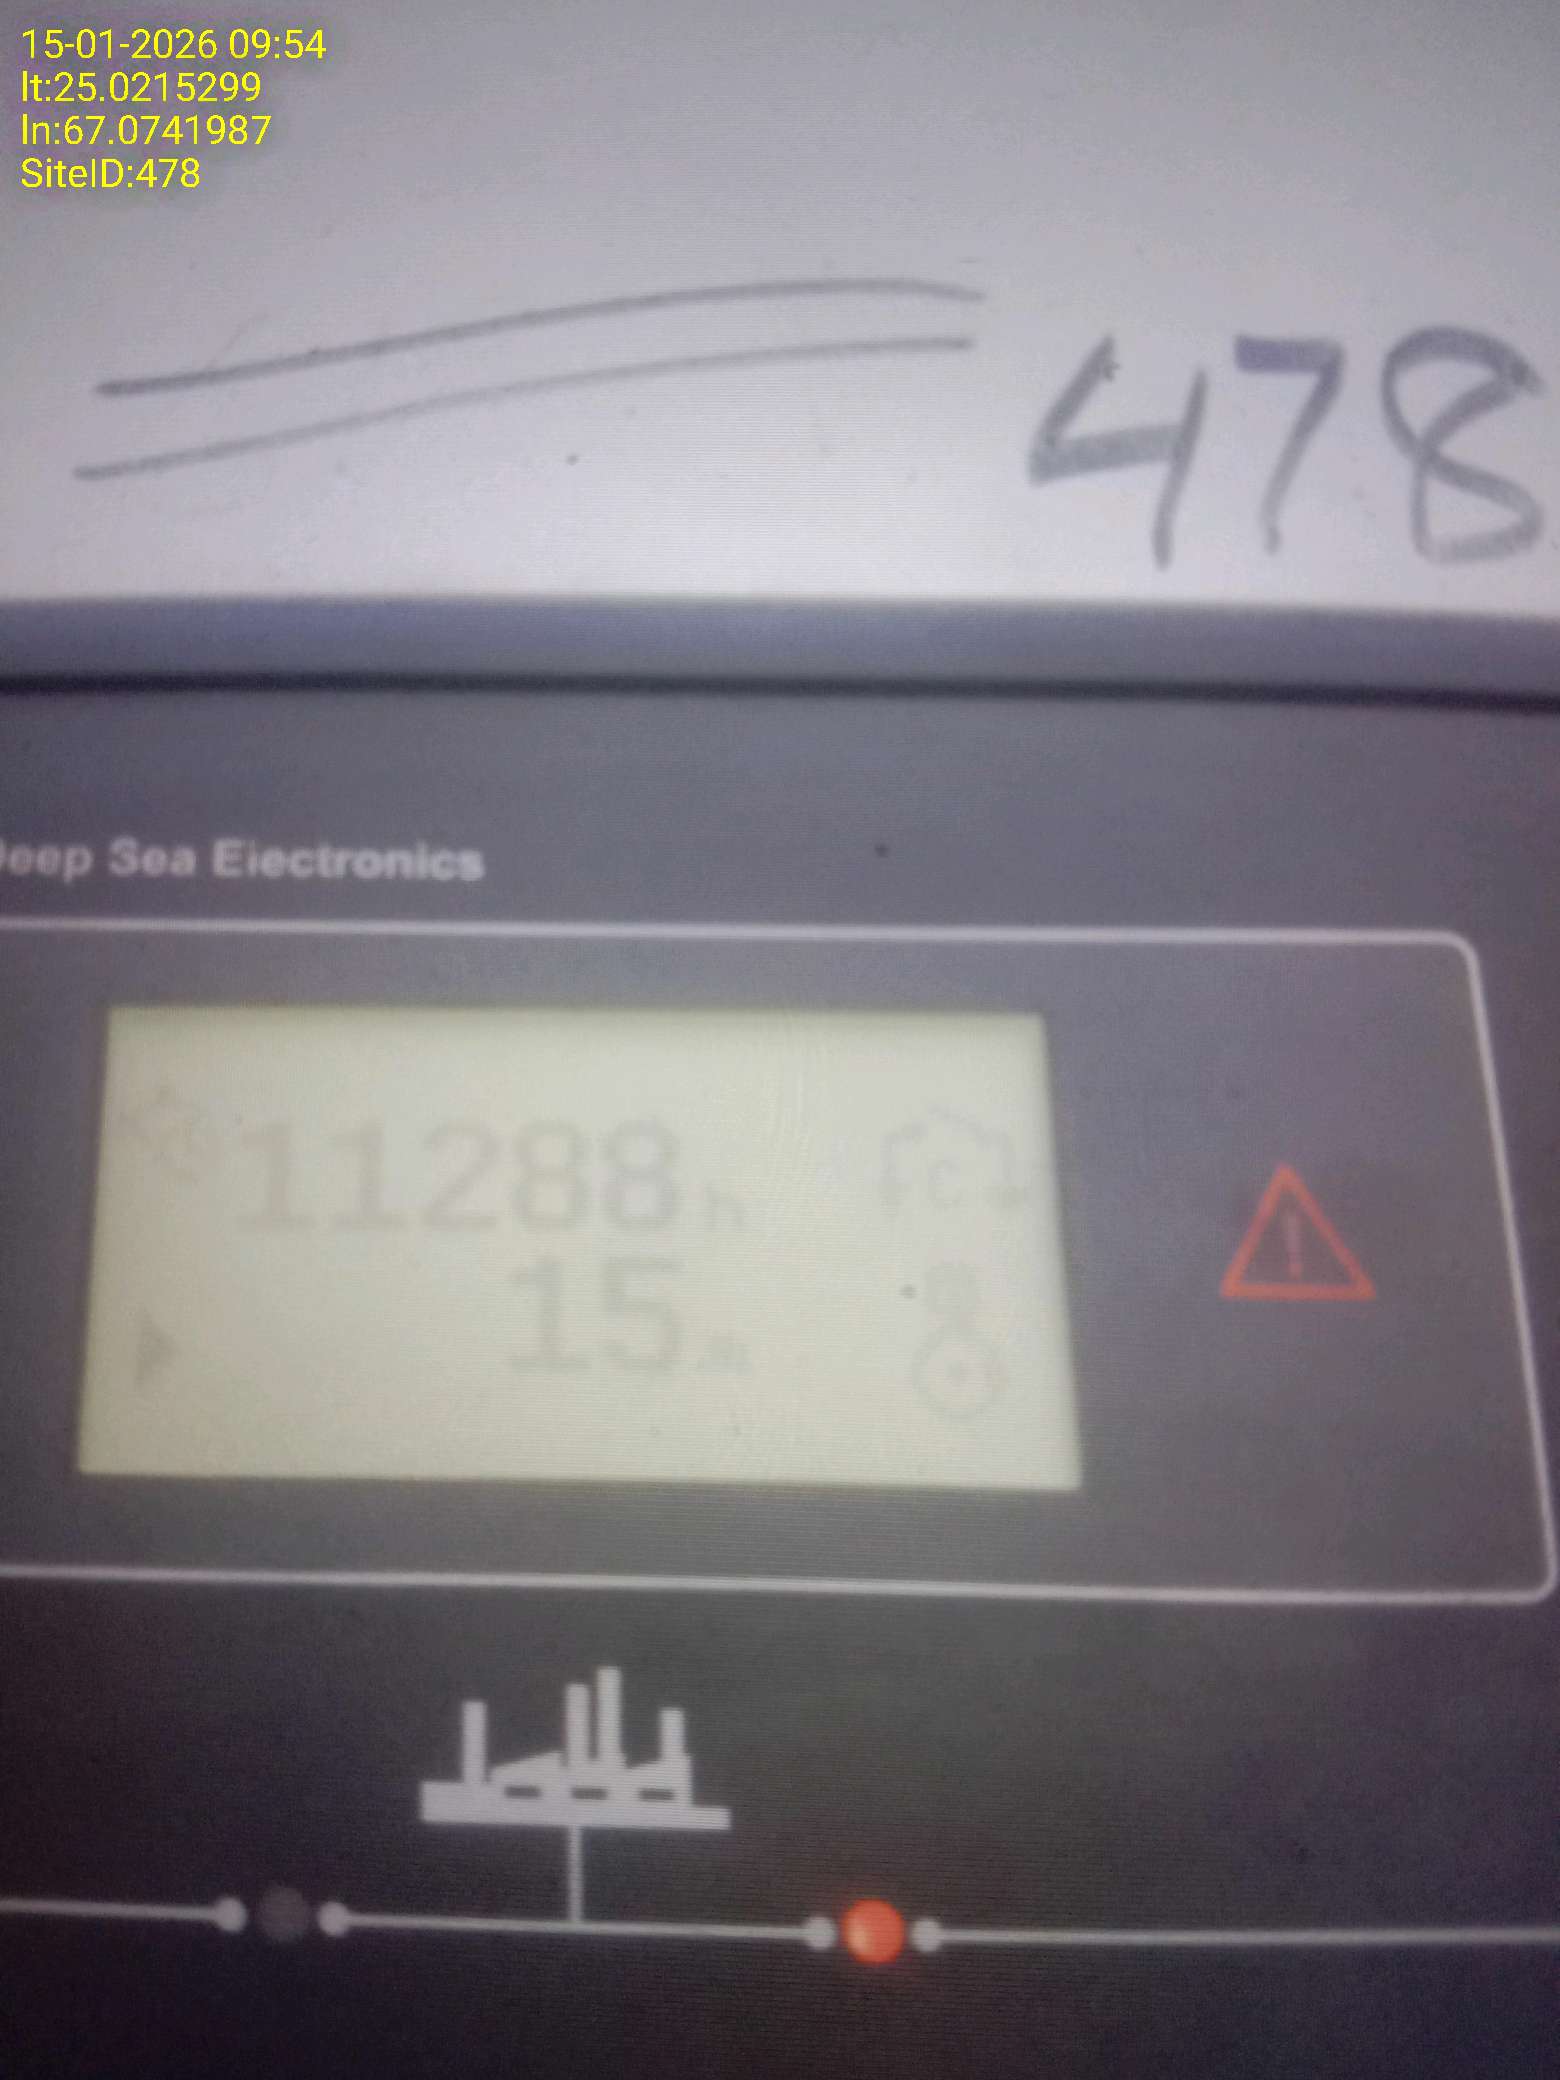 15-01-2026 09:54
lt:25.0215299
ln:67.0741987
SiteID:478
478
Deep Sea Electronics
11288 h
15 m